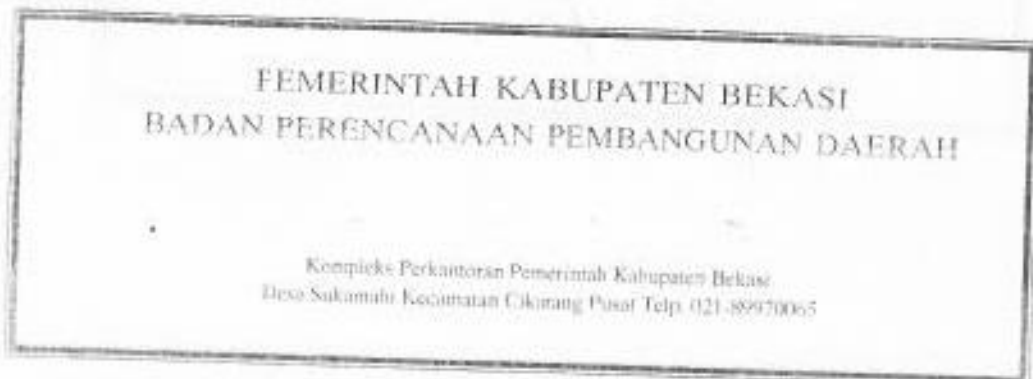 PEMERINTAH KABUPATEN BEKASI
BADAN PERENCANAAN PEMBANGUNAN DAERAH
Kompleks Perkantoran Pemerintah Kabupaten Bekasi
Desa Sukamahi Kecamatan Cikarang Pusat Telp. 021-89970065